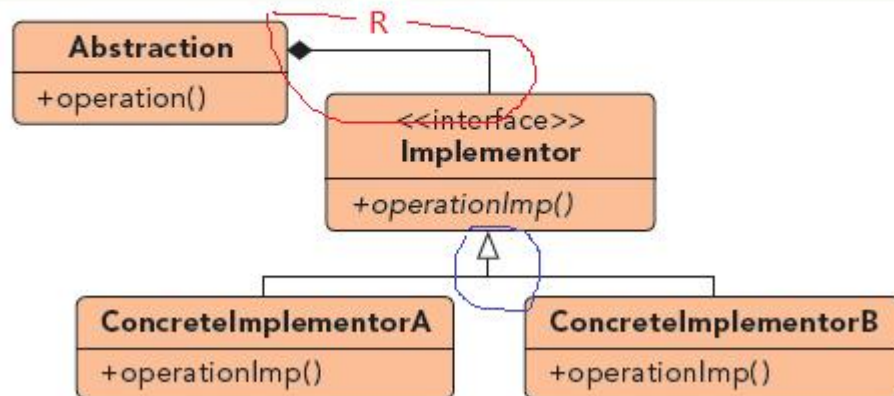 R
Abstraction
+operation()
<<interface>>
Implementor
+operationImp()
ConcreteImplementorA
+operationImp()
ConcreteImplementorB
+operationImp()